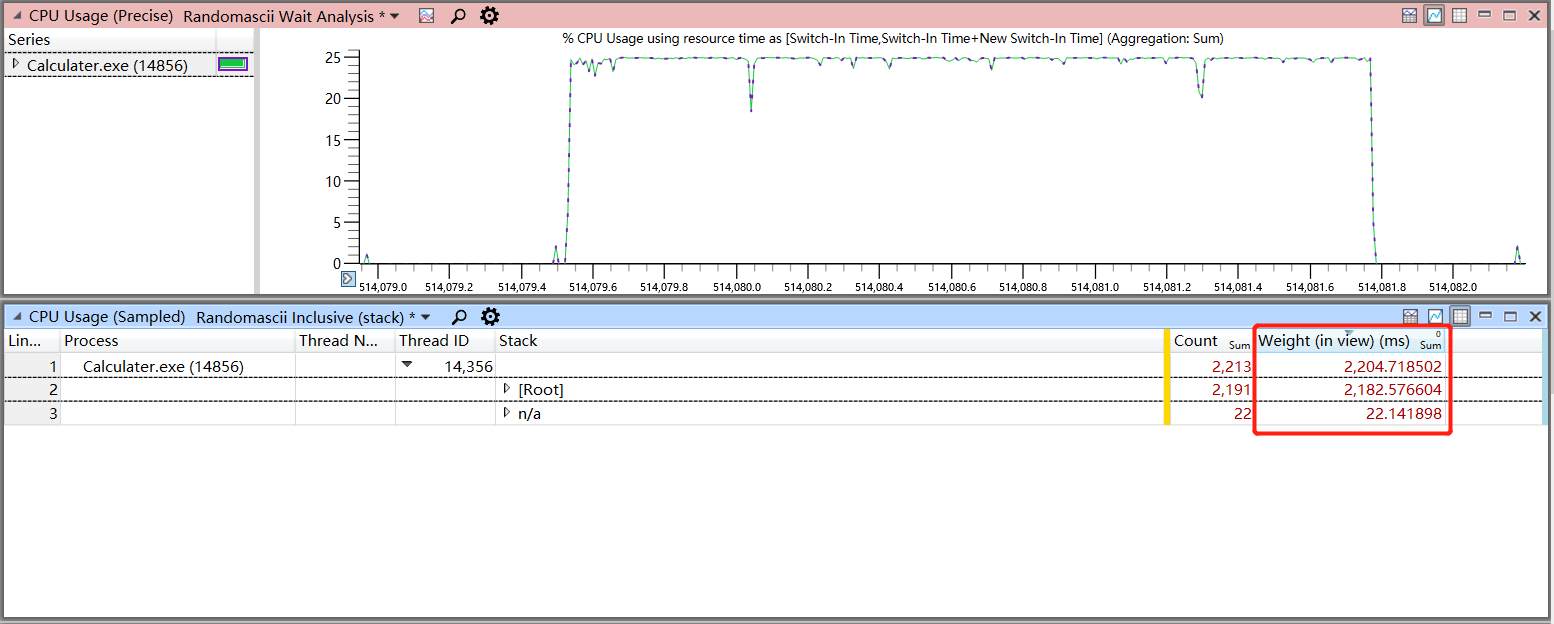 CPU Usage (Precise) Randomascii Wait Analysis *
Series
Calculater.exe (14856)
% CPU Usage using resource time as [Switch-In Time,Switch-In Time+New Switch-In Time] (Aggregation: Sum)
25
20
15
10
5
0
514,079.0 514,079.2 514,079.4 514,079.6 514,079.8 514,080.0 514,080.2 514,080.4 514,080.6 514,080.8 514,081.0 514,081.2 514,081.4 514,081.6 514,081.8 514,082.0
CPU Usage (Sampled) Randomascii Inclusive (stack) *
Lin... Process Thread N... Thread ID Stack Count Sum Weight (in view) (ms) 0 Sum
1 Calculater.exe (14856) 14,356 2,213 2,204.718502
2 [Root] 2,191 2,182.576604
3 n/a 22 22.141898